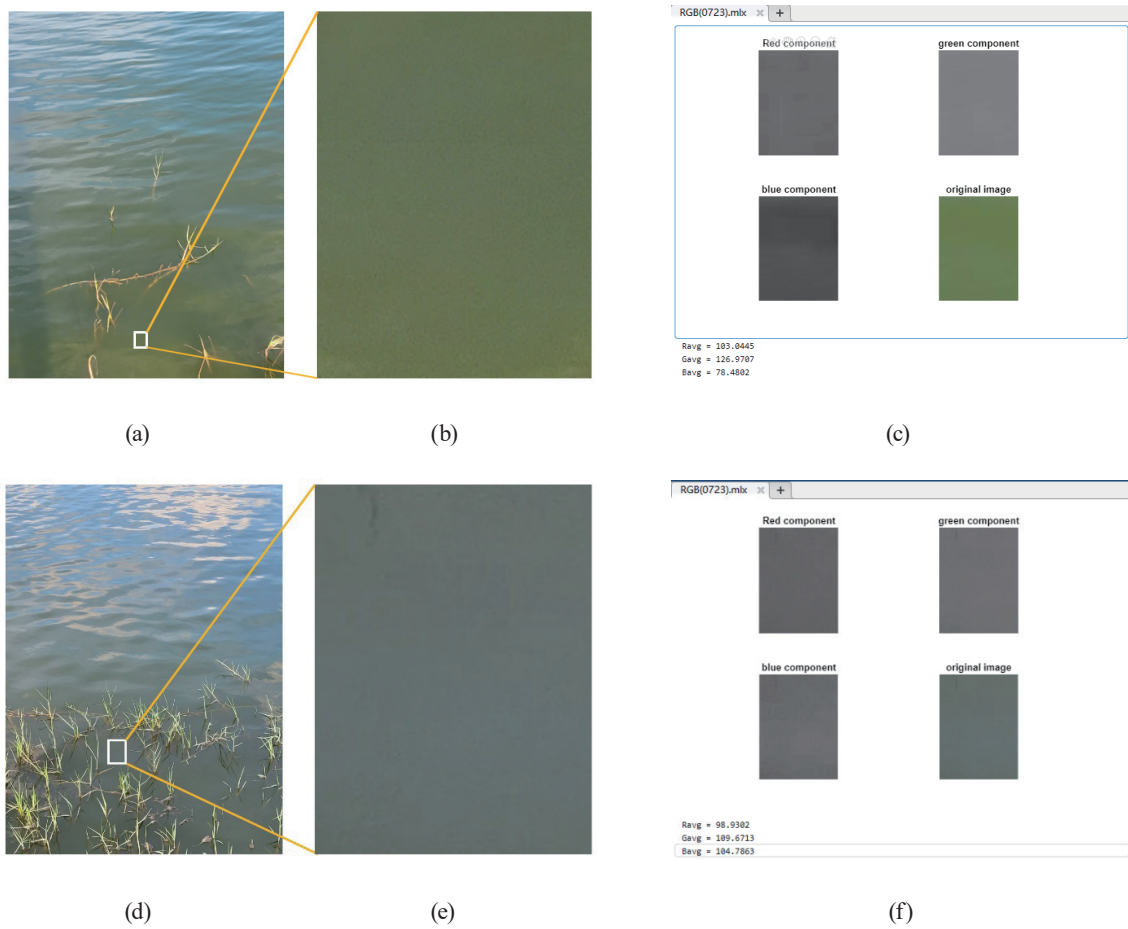 RGB(0723).mlx × +
Red component green component
blue component original image
Ravg = 103.0445
Gavg = 126.9707
Bavg = 78.4802
(a) (b) (c)
RGB(0723).mlx × +
Red component green component
blue component original image
Ravg = 98.9302
Gavg = 109.6713
Bavg = 104.7863
(d) (e) (f)